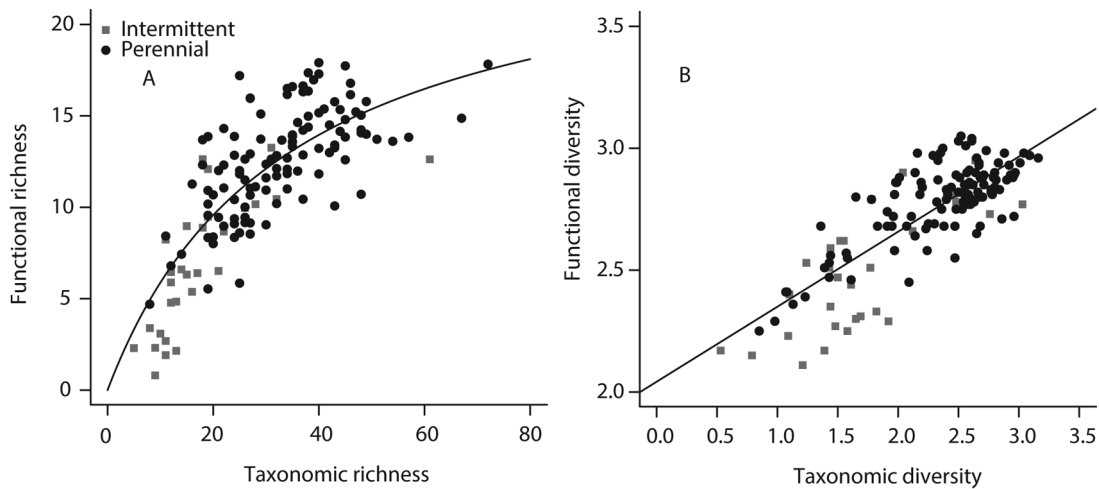 Intermittent
Perennial
A
20
15
10
5
0
Functional richness
0 20 40 60 80
Taxonomic richness
B
3.5
3.0
2.5
2.0
Functional diversity
0.0 0.5 1.0 1.5 2.0 2.5 3.0 3.5
Taxonomic diversity